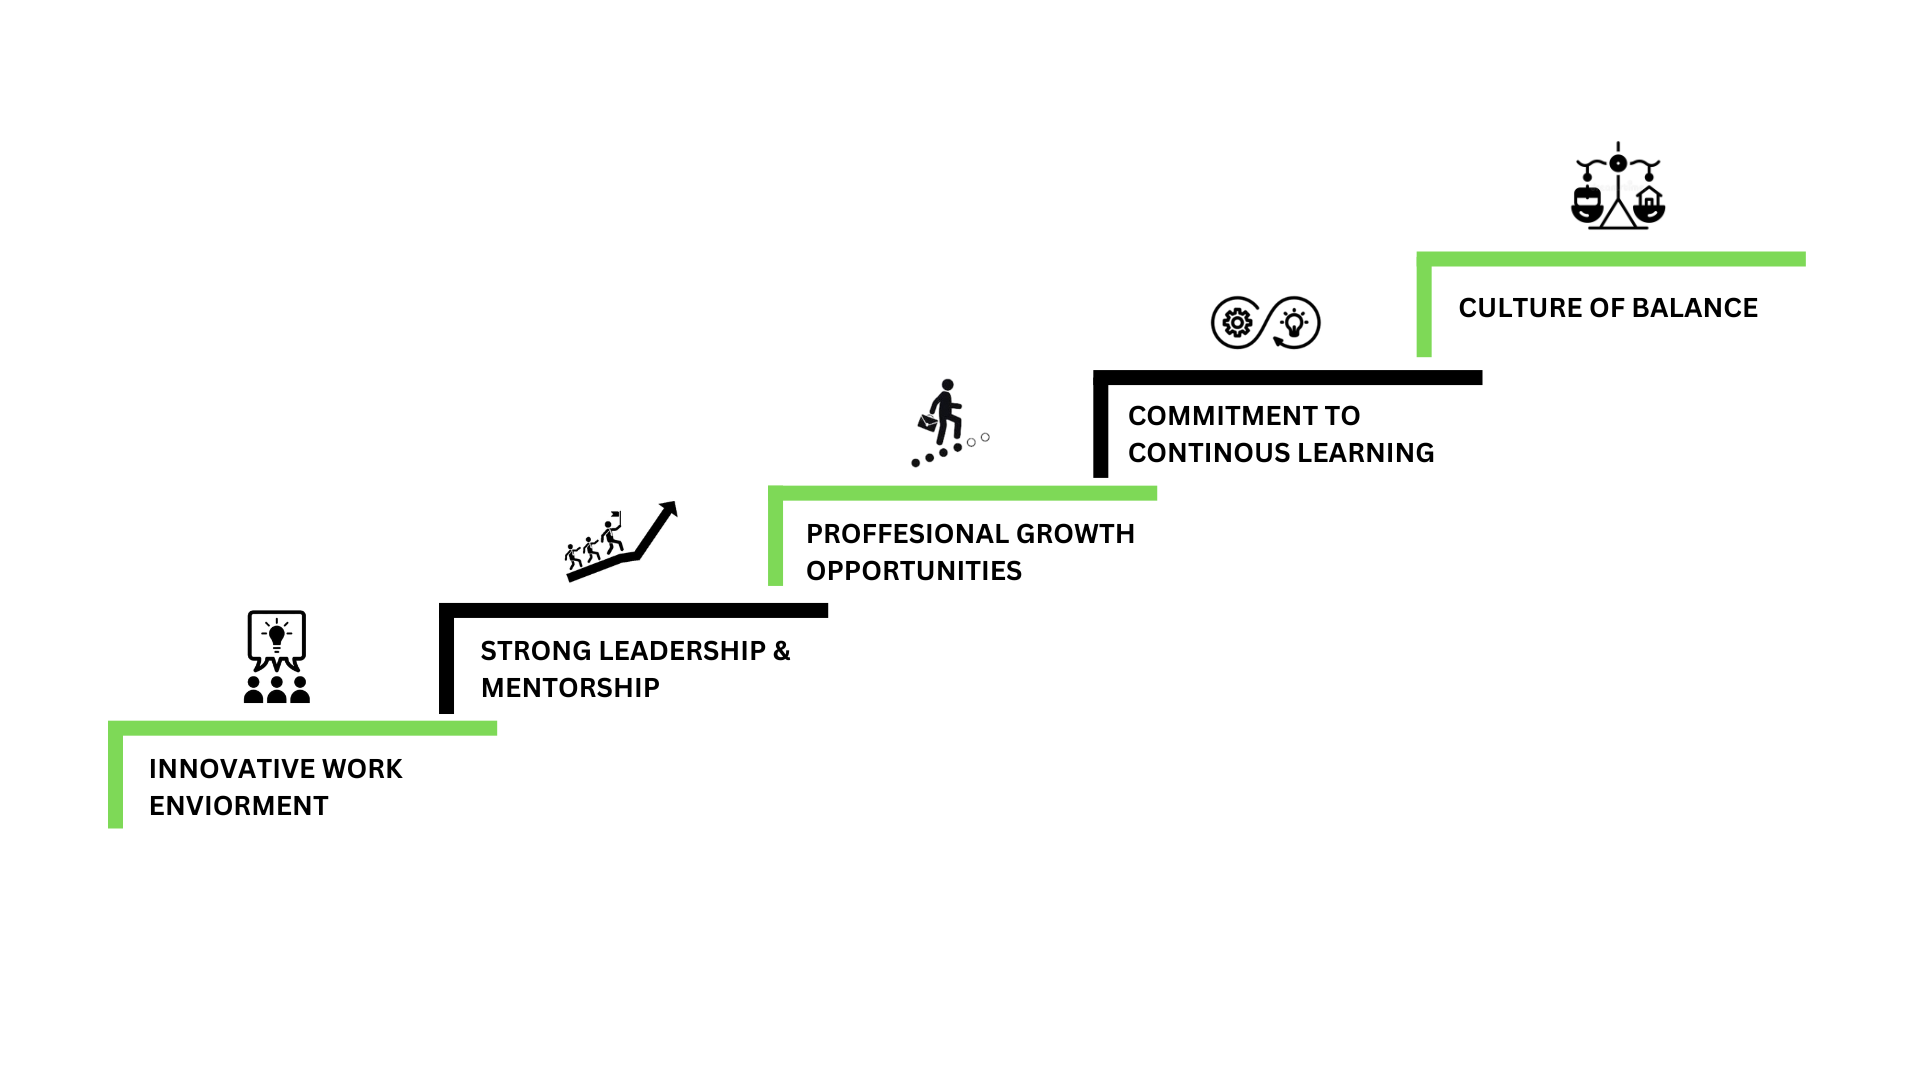 INNOVATIVE WORK
ENVIORMENT
STRONG LEADERSHIP &
MENTORSHIP
PROFFESIONAL GROWTH
OPPORTUNITIES
COMMITMENT TO
CONTINOUS LEARNING
CULTURE OF BALANCE